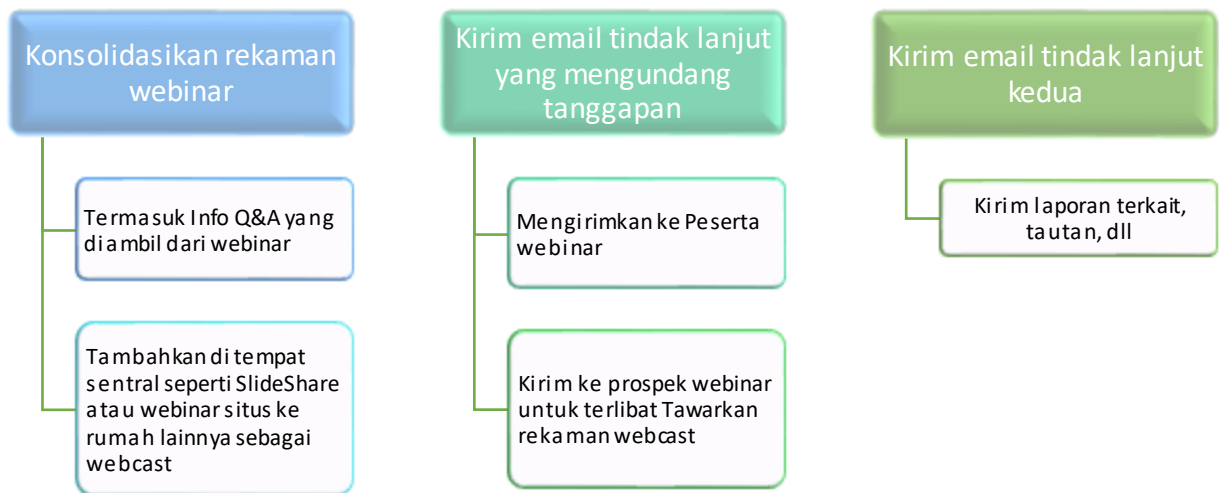 Konsolidasikan rekaman
webinar
Termasuk Info Q&A yang
diambil dari webinar
Tambahkan di tempat
sentral seperti SlideShare
atau webinar situs ke
rumah lainnya sebagai
webcast
Kirim email tindak lanjut
yang mengundang
tanggapan
Mengirimkan ke Peserta
webinar
Kirim ke prospek webinar
untuk terlibat Tawarkan
rekaman webcast
Kirim email tindak lanjut
kedua
Kirim laporan terkait,
tautan, dll